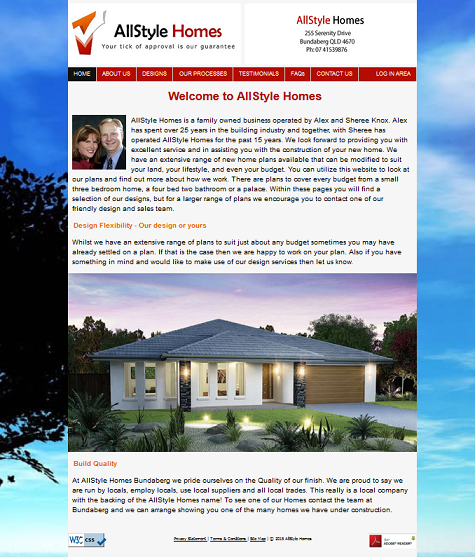 AllStyle Homes
Your tick of approval is our guarantee
AllStyle Homes
255 Serenity Drive
Bundaberg QLD 4670
Ph: 07 41539876
HOME ABOUT US DESIGNS OUR PROCESSES TESTIMONIALS FAQs CONTACT US LOG IN AREA
Welcome to AllStyle Homes
AllStyle Homes is a family owned business operated by Alex and Sheree Knox. Alex
has spent over 25 years in the building industry and together, with Sheree has
operated AllStyle Homes for the past 15 years. We look forward to providing you with
excellent service and in assisting you with the construction of your new home. We
have an extensive range of new home plans available that can be modified to suit
your land, your lifestyle, and even your budget. You can utilize this website to look at
our plans and find out more about how we work. There are plans to cover every budget from a small
three bedroom home, a four bed two bathroom or a palace. Within these pages you will find a
selection of our designs, but for a larger range of plans we encourage you to contact one of our
friendly design and sales team.
Design Flexibility - Our design or yours
Whilst we have an extensive range of plans to suit just about any budget sometimes you may have
already settled on a plan. If that is the case then we are happy to work on your plan. Also if you have
something in mind and would like to make use of our design services then let us know.
Build Quality
At AllStyle Homes Bundaberg we pride ourselves on the Quality of our finish. We are proud to say we
are run by locals, employ locals, use local suppliers and all local trades. This really is a local company
with the backing of the AllStyle Homes name! To see one of our Homes contact the team at
Bundaberg and we can arrange showing you one of the many homes we have under construction.
W3C css
Privacy Statement | Terms & Conditions | Site Map | © 2015 AllStyle Homes
ADOBE READER